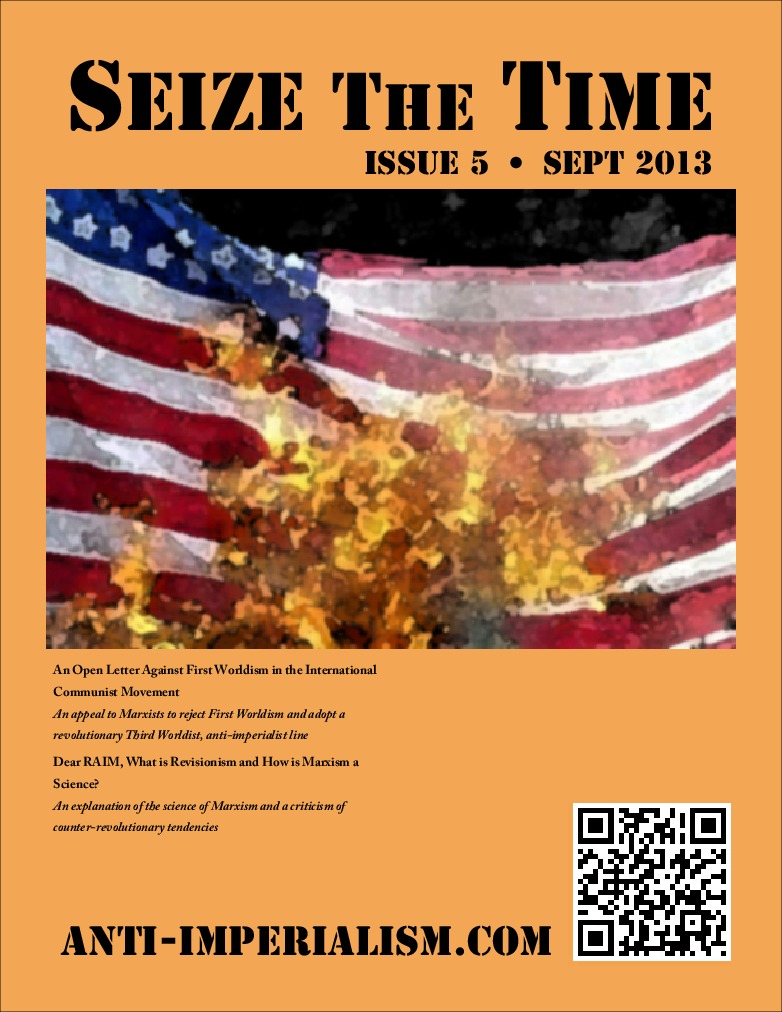 SEIZE THE TIME
ISSUE 5 • SEPT 2013
An Open Letter Against First Worldism in the International
Communist Movement
An appeal to Marxists to reject First Worldism and adopt a
revolutionary Third Worldist, anti-imperialist line
Dear RAIM, What is Revisionism and How is Marxism a
Science?
An explanation of the science of Marxism and a criticism of
counter-revolutionary tendencies
ANTI-IMPERIALISM.COM